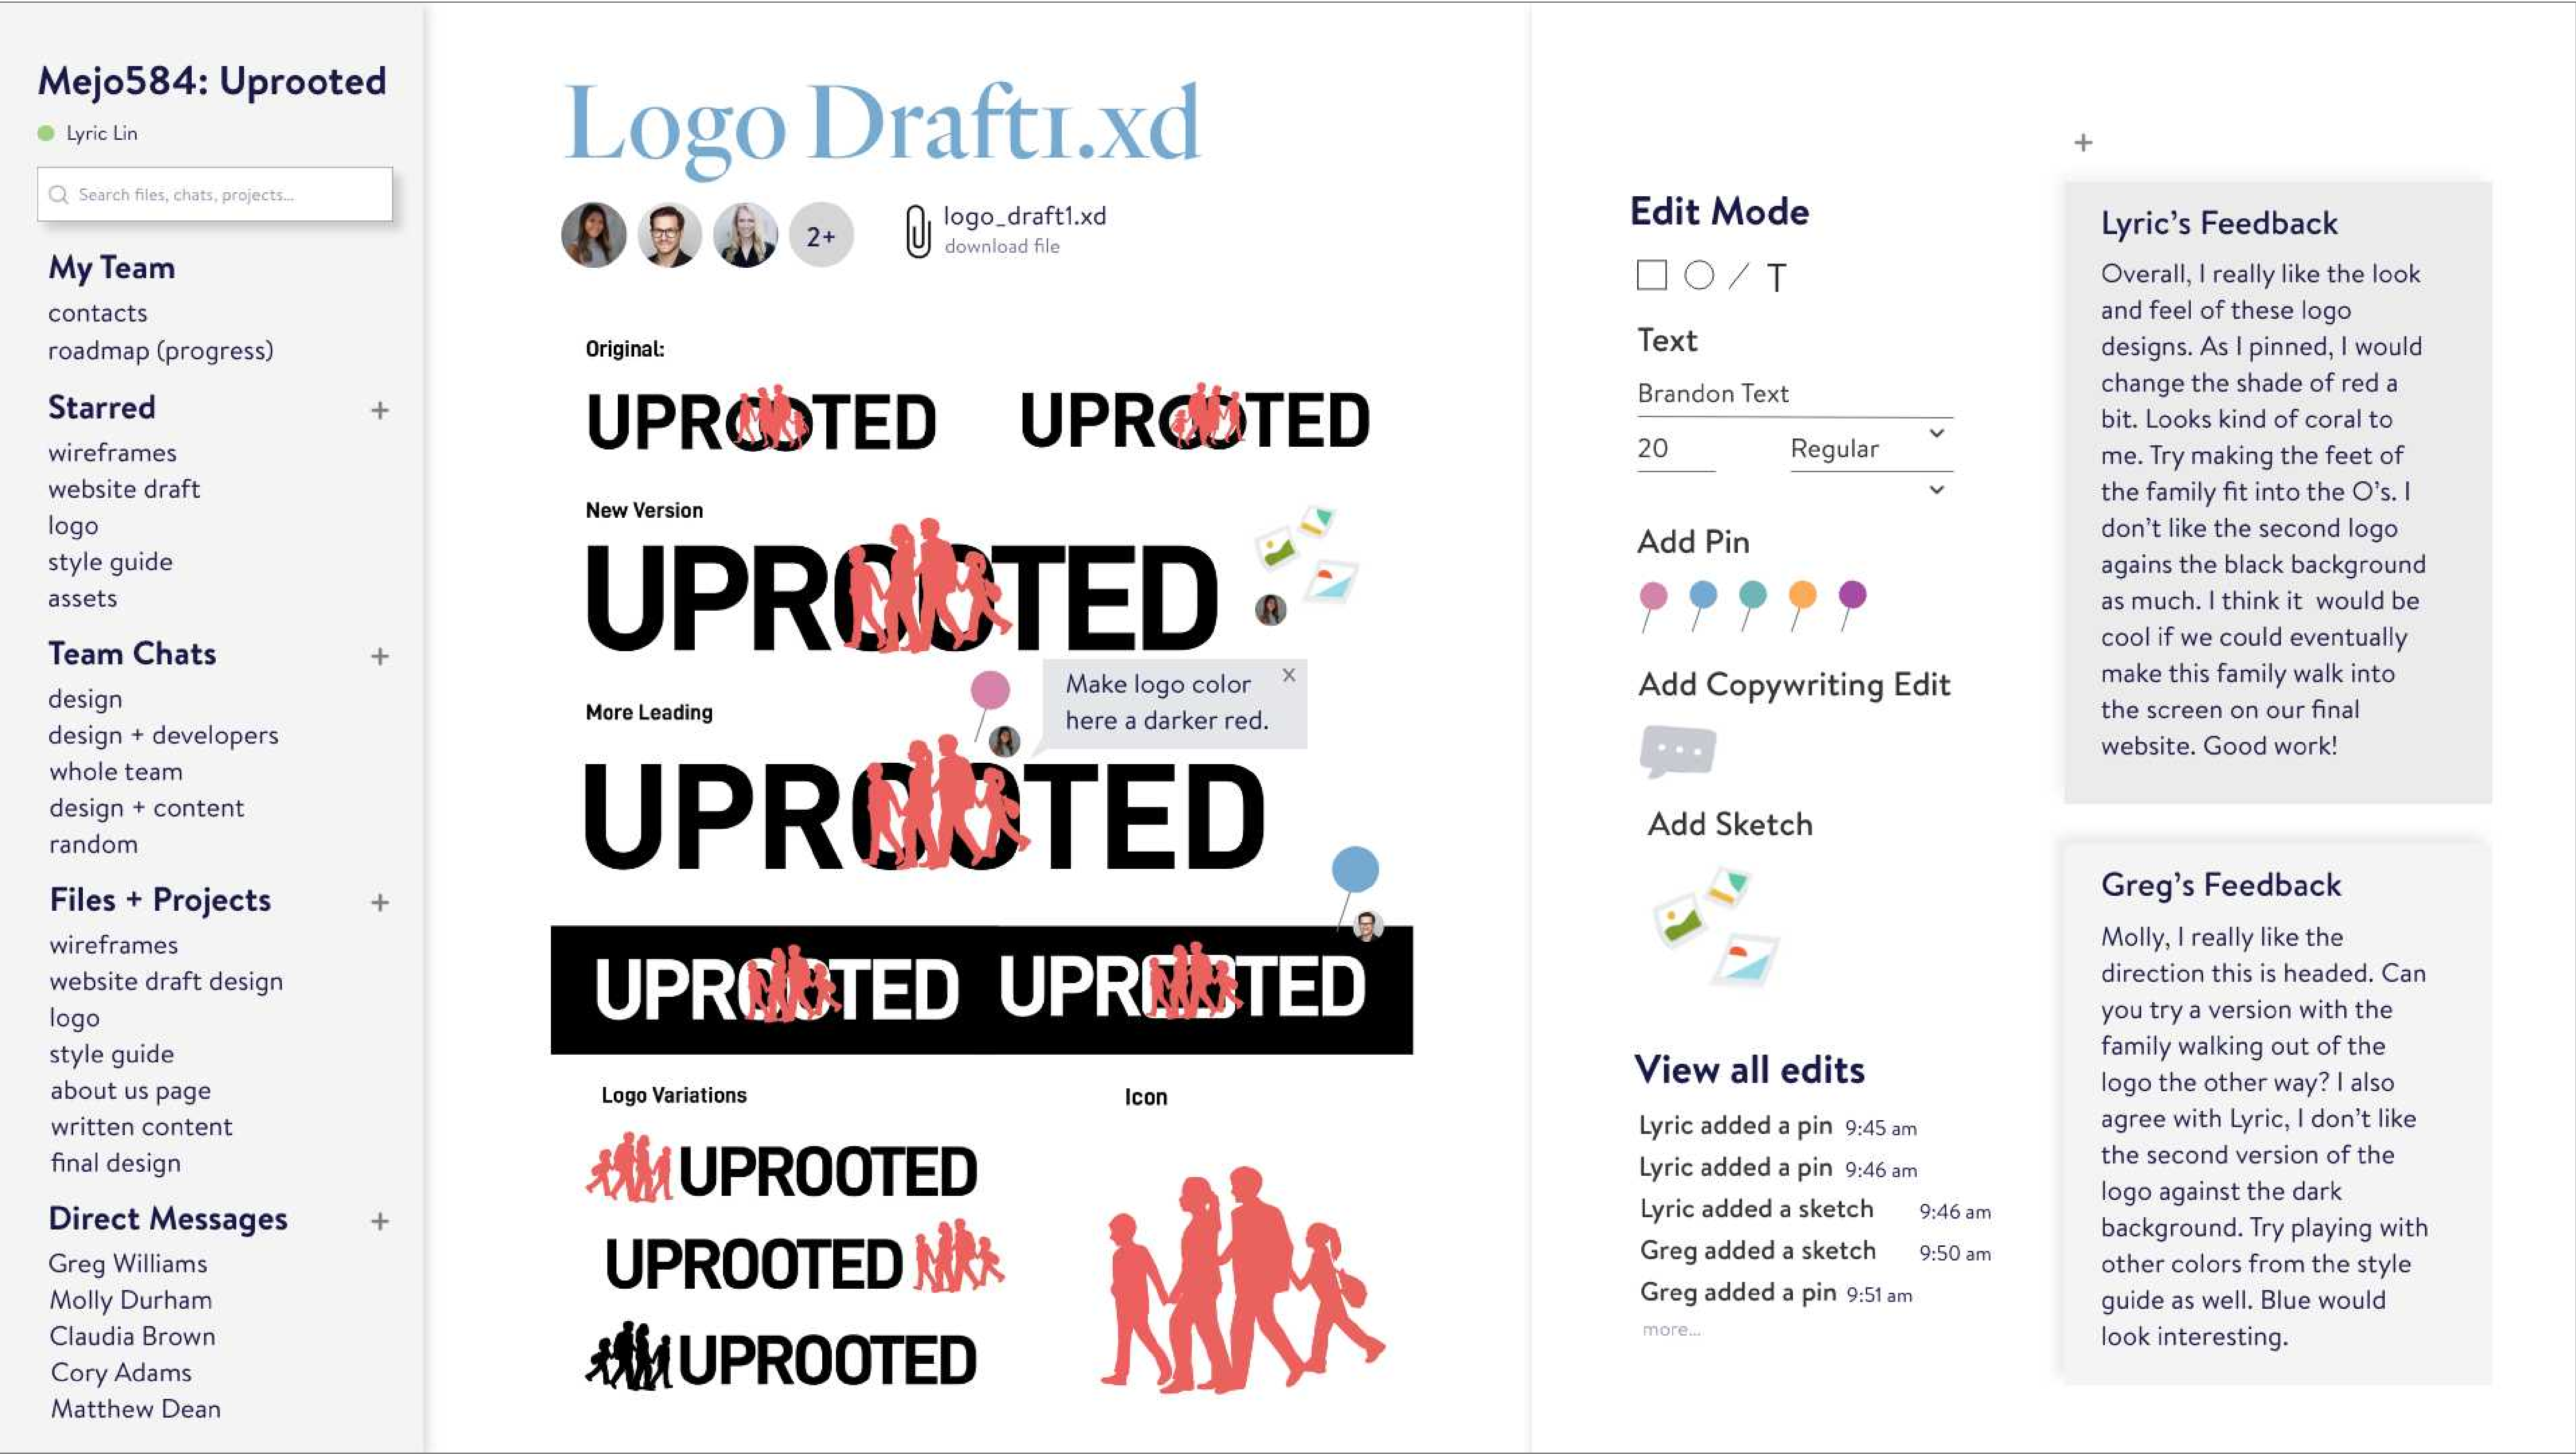 Mejo584: Uprooted
Lyric Lin
Search files, chats, projects...
My Team
contacts
roadmap (progress)
Starred +
wireframes
website draft
logo
style guide
assets
Team Chats +
design
design + developers
whole team
design + content
random
Files + Projects +
wireframes
website draft design
logo
style guide
about us page
written content
final design
Direct Messages +
Greg Williams
Molly Durham
Claudia Brown
Cory Adams
Matthew Dean
Logo Draft1.xd
2+
logo_draft1.xd
download file
Original:
UPROOTED UPROOTED
New Version
UPROOTED
Make logo color x
here a darker red.
More Leading
UPROOTED
UPROOTED UPROOTED
Logo Variations
UPROOTED
UPROOTED
UPROOTED
Icon
Edit Mode
T
Text
Brandon Text
20 Regular
Add Pin
Add Copywriting Edit
Add Sketch
View all edits
Lyric added a pin 9:45 am
Lyric added a pin 9:46 am
Lyric added a sketch 9:46 am
Greg added a sketch 9:50 am
Greg added a pin 9:51 am
more...
+
Lyric's Feedback
Overall, I really like the look
and feel of these logo
designs. As I pinned, I would
change the shade of red a
bit. Looks kind of coral to
me. Try making the feet of
the family fit into the O's. I
don't like the second logo
agains the black background
as much. I think it would be
cool if we could eventually
make this family walk into
the screen on our final
website. Good work!
Greg's Feedback
Molly, I really like the
direction this is headed. Can
you try a version with the
family walking out of the
logo the other way? I also
agree with Lyric, I don't like
the second version of the
logo against the dark
background. Try playing with
other colors from the style
guide as well. Blue would
look interesting.